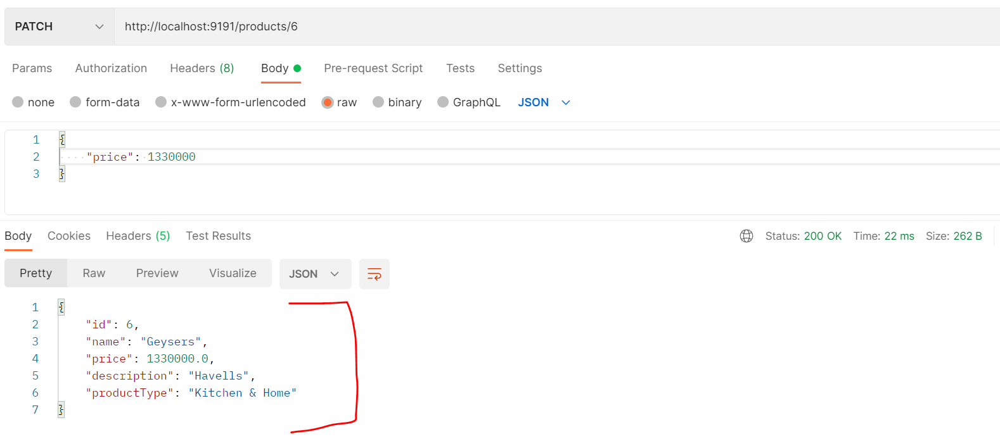 PATCH http://localhost:9191/products/6
Params Authorization Headers (8) Body Pre-request Script Tests Settings
none form-data x-www-form-urlencoded raw binary GraphQL JSON
1 {
2 "price": 1330000
3 }
Body Cookies Headers (5) Test Results Status: 200 OK Time: 22 ms Size: 262 B
Pretty Raw Preview Visualize JSON
1 {
2 "id": 6,
3 "name": "Geysers",
4 "price": 1330000.0,
5 "description": "Havells",
6 "productType": "Kitchen & Home"
7 }